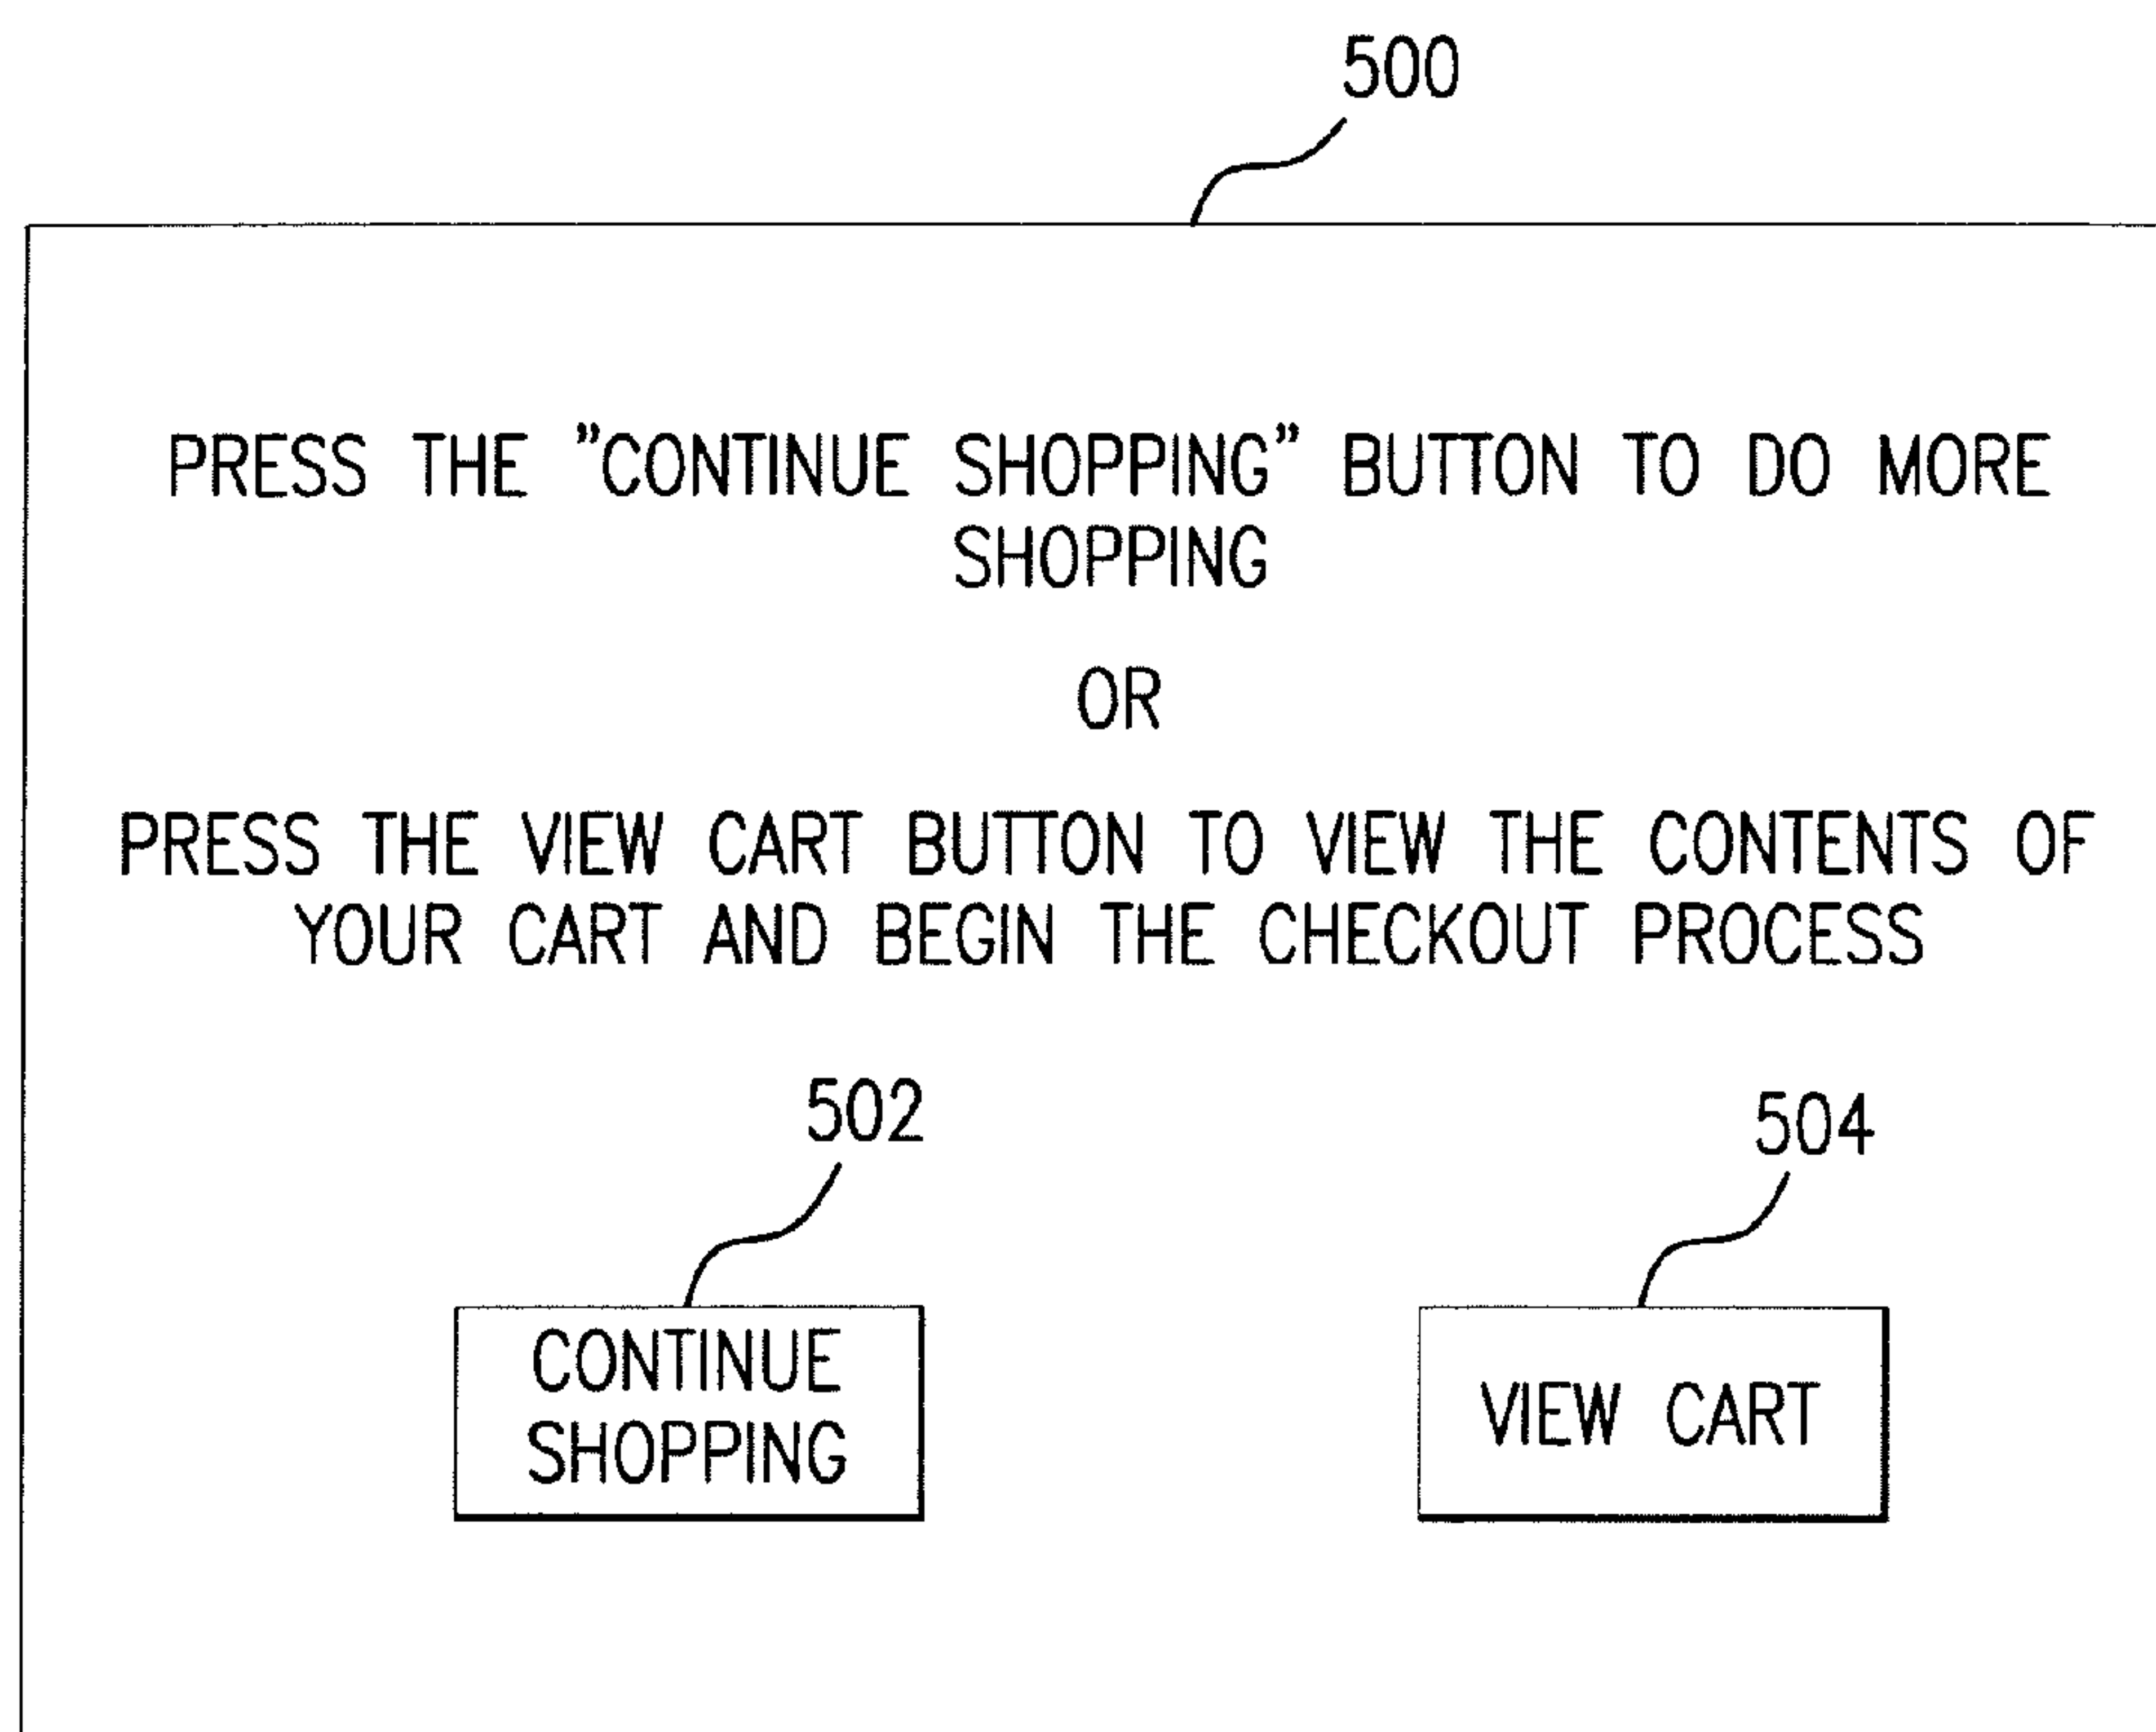 500
PRESS THE ”CONTINUE SHOPPING” BUTTON TO DO MORE
SHOPPING
OR
PRESS THE VIEW CART BUTTON TO VIEW THE CONTENTS OF
YOUR CART AND BEGIN THE CHECKOUT PROCESS
502
504
CONTINUE
SHOPPING
VIEW CART